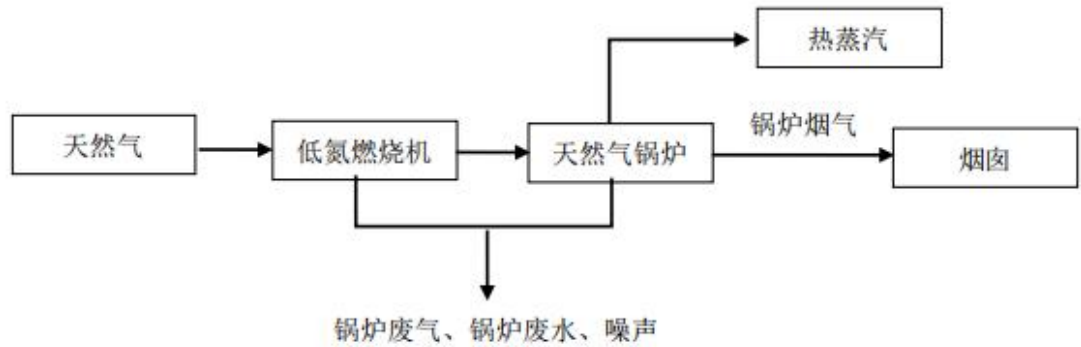 热蒸汽
锅炉烟气
天然气
低氮燃烧机
天然气锅炉
烟囱
锅炉废气、锅炉废水、噪声